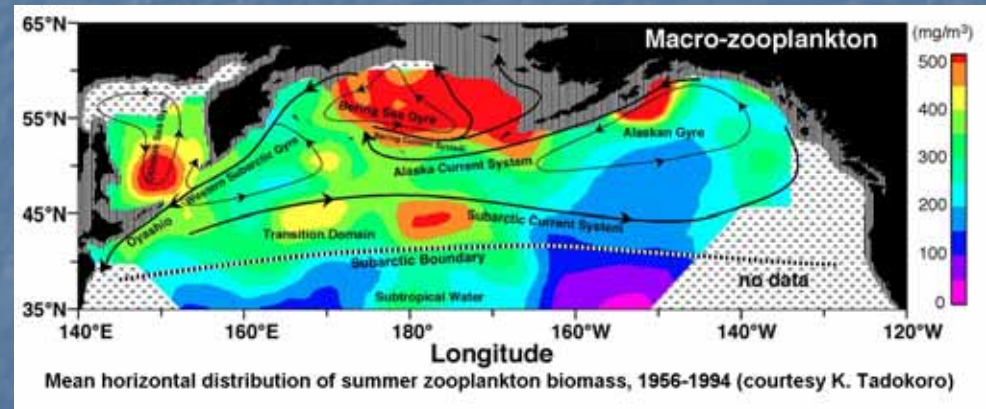 65°N
Macro-zooplankton
(mg/m³)
500
400
300
200
100
0
55°N
45°N
35°N
Bering Sea Gyre
Alaskan Gyre
Alaska Current System
Western Subarctic Gyre
Oyashio
Subarctic Current System
Transition Domain
Subarctic Boundary
no data
Subtropical Water
140°E 160°E 180° 160°W 140°W 120°W
Longitude
Mean horizontal distribution of summer zooplankton biomass, 1956-1994 (courtesy K. Tadokoro)